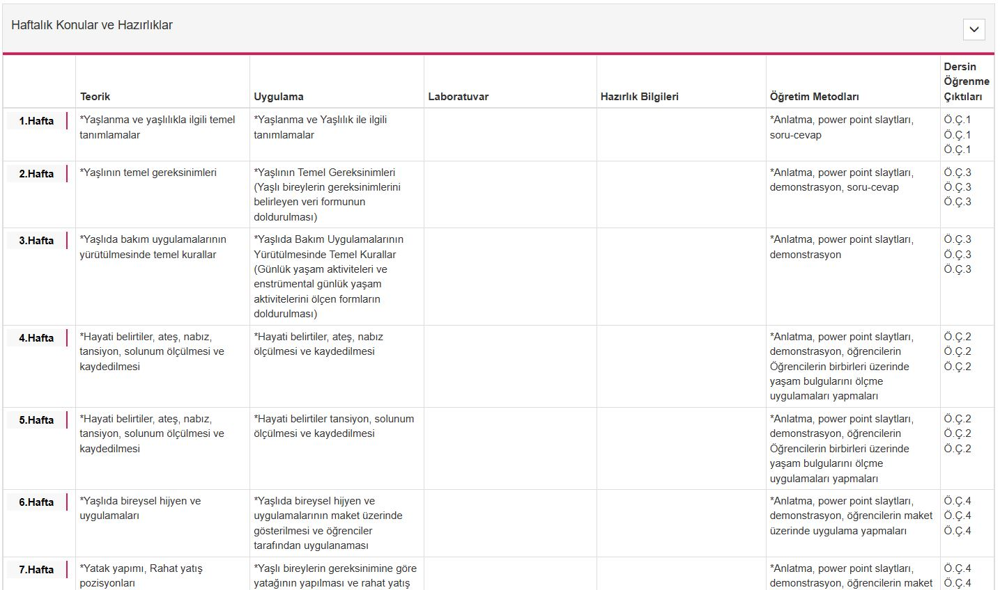 Haftalık Konular ve Hazırlıklar
Dersin
Öğrenme
Teorik Uygulama Laboratuvar Hazırlık Bilgileri Öğretim Metodları Çıktıları
1.Hafta *Yaşlanma ve yaşlılıkla ilgili temel *Yaşlanma ve Yaşlılık ile ilgili *Anlatma, power point slaytları, Ö.Ç.1
tanımlamalar tanımlamalar soru-cevap Ö.Ç.1
Ö.Ç.1
2.Hafta *Yaşlının temel gereksinimleri *Yaşlının Temel Gereksinimleri *Anlatma, power point slaytları, Ö.Ç.3
(Yaşlı bireylerin gereksinimlerini demonstrasyon, soru-cevap Ö.Ç.3
belirleyen veri formunun Ö.Ç.3
doldurulması)
3.Hafta *Yaşlıda bakım uygulamalarının *Yaşlıda Bakım Uygulamalarının *Anlatma, power point slaytları, Ö.Ç.3
yürütülmesinde temel kurallar Yürütülmesinde Temel Kurallar demonstrasyon Ö.Ç.3
(Günlük yaşam aktiviteleri ve Ö.Ç.3
enstrümental günlük yaşam
aktivitelerini ölçen formların
doldurulması)
4.Hafta *Hayati belirtiler, ateş, nabız, *Hayati belirtiler, ateş, nabız *Anlatma, power point slaytları, Ö.Ç.2
tansiyon, solunum ölçülmesi ve ölçülmesi ve kaydedilmesi demonstrasyon, öğrencilerin Ö.Ç.2
kaydedilmesi Öğrencilerin birbirleri üzerinde Ö.Ç.2
yaşam bulgularını ölçme
uygulamaları yapmaları
5.Hafta *Hayati belirtiler, ateş, nabız, *Hayati belirtiler tansiyon, solunum *Anlatma, power point slaytları, Ö.Ç.2
tansiyon, solunum ölçülmesi ve ölçülmesi ve kaydedilmesi demonstrasyon, öğrencilerin Ö.Ç.2
kaydedilmesi Öğrencilerin birbirleri üzerinde Ö.Ç.2
yaşam bulgularını ölçme
uygulamaları yapmaları
6.Hafta *Yaşlıda bireysel hijyen ve *Yaşlıda bireysel hijyen ve *Anlatma, power point slaytları, Ö.Ç.4
uygulamaları uygulamalarının maket üzerinde demonstrasyon, öğrencilerin maket Ö.Ç.4
gösterilmesi ve öğrenciler üzerinde uygulama yapmaları Ö.Ç.4
tarafından uygulanaması
7.Hafta *Yatak yapımı, Rahat yatış *Yaşlı bireylerin gereksinimine göre *Anlatma, power point slaytları, Ö.Ç.4
pozisyonları yatağının yapılması ve rahat yatış demonstrasyon, öğrencilerin maket Ö.Ç.4